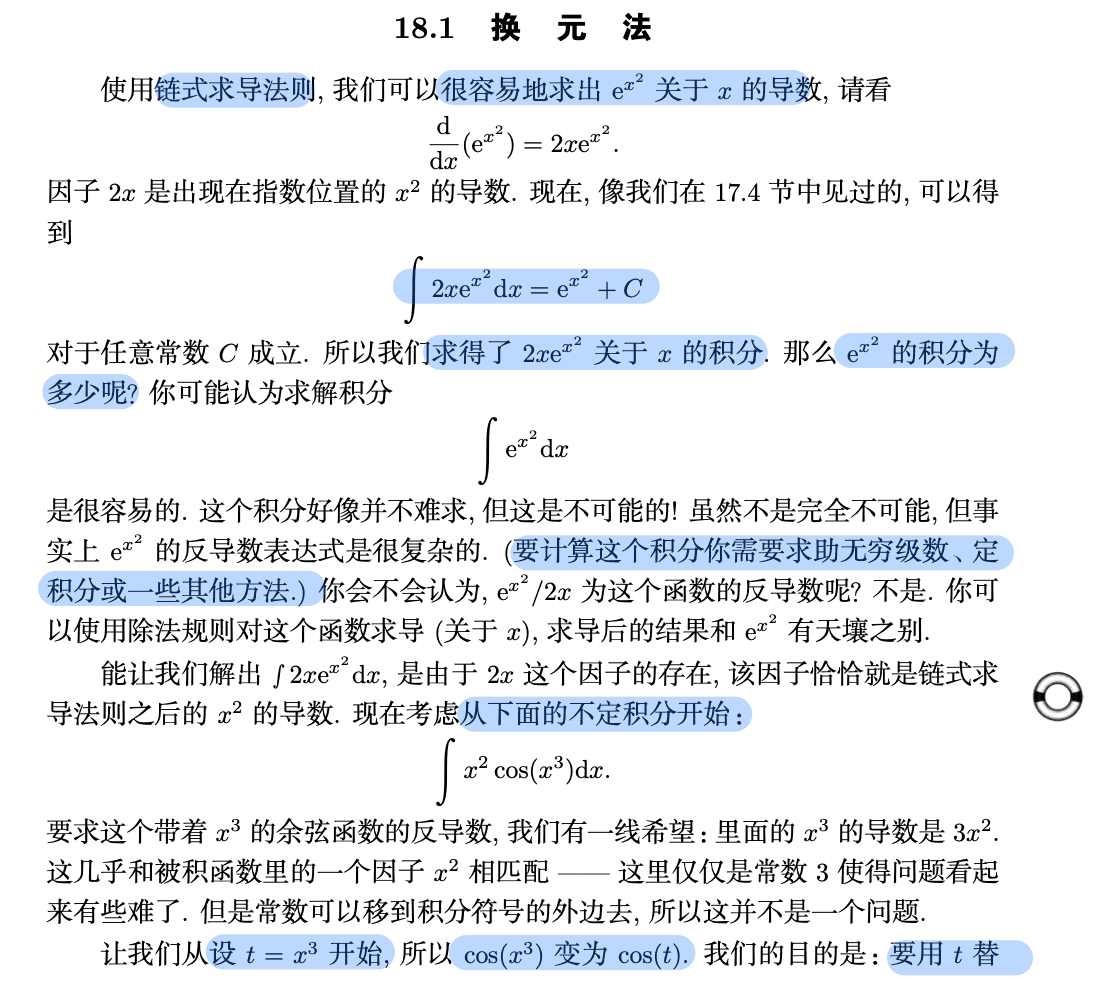 18.1 换 元 法
使用链式求导法则, 我们可以很容易地求出 e^{x^2} 关于 x 的导数, 请看
\frac{d}{dx}(e^{x^2}) = 2xe^{x^2}.
因子 2x 是出现在指数位置的 x^2 的导数. 现在, 像我们在 17.4 节中见过的, 可以得
到
∫ 2xe^{x^2}dx = e^{x^2} + C
对于任意常数 C 成立. 所以我们求得了 2xe^{x^2} 关于 x 的积分. 那么 e^{x^2} 的积分为
多少呢? 你可能认为求解积分
∫ e^{x^2}dx
是很容易的. 这个积分好像并不难求, 但这是不可能的! 虽然不是完全不可能, 但事
实上 e^{x^2} 的反导数表达式是很复杂的. (要计算这个积分你需要求助无穷级数、定
积分或一些其他方法.) 你会不会认为, e^{x^2}/2x 为这个函数的反导数呢? 不是. 你可
以使用除法规则对这个函数求导 (关于 x), 求导后的结果和 e^{x^2} 有天壤之别.
能让我们解出 ∫2xe^{x^2}dx, 是由于 2x 这个因子的存在, 该因子恰恰就是链式求
导法则之后的 x^2 的导数. 现在考虑从下面的不定积分开始:
∫ x^2 cos(x^3)dx.
要求这个带着 x^3 的余弦函数的反导数, 我们有一线希望: 里面的 x^3 的导数是 3x^2.
这几乎和被积函数里的一个因子 x^2 相匹配 —— 这里仅仅是常数 3 使得问题看起
来有些难了. 但是常数可以移到积分符号的外边去, 所以这并不是一个问题.
让我们从设 t = x^3 开始, 所以 cos(x^3) 变为 cos(t). 我们的目的是: 要用 t 替